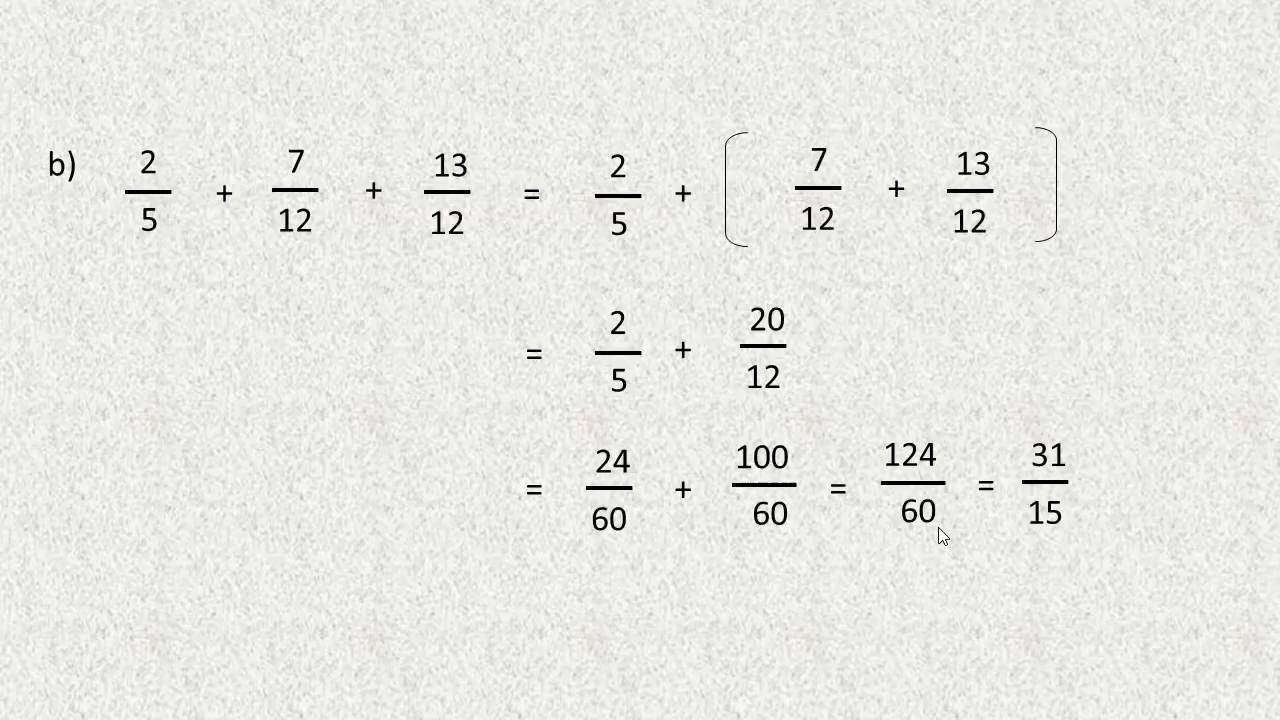 b) 2/5 + 7/12 + 13/12 = 2/5 + ( 7/12 + 13/12 )
= 2/5 + 20/12
= 24/60 + 100/60 = 124/60 = 31/15